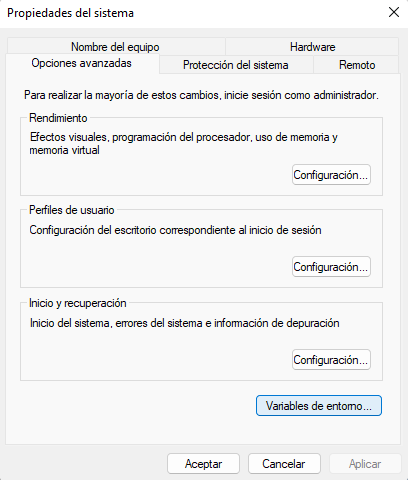 Propiedades del sistema
Nombre del equipo
Hardware
Opciones avanzadas
Protección del sistema
Remoto
Para realizar la mayoría de estos cambios, inicie sesión como administrador.
Rendimiento
Efectos visuales, programación del procesador, uso de memoria y
memoria virtual
Configuración...
Perfiles de usuario
Configuración del escritorio correspondiente al inicio de sesión
Configuración...
Inicio y recuperación
Inicio del sistema, errores del sistema e información de depuración
Configuración...
Variables de entorno...
Aceptar
Cancelar
Aplicar